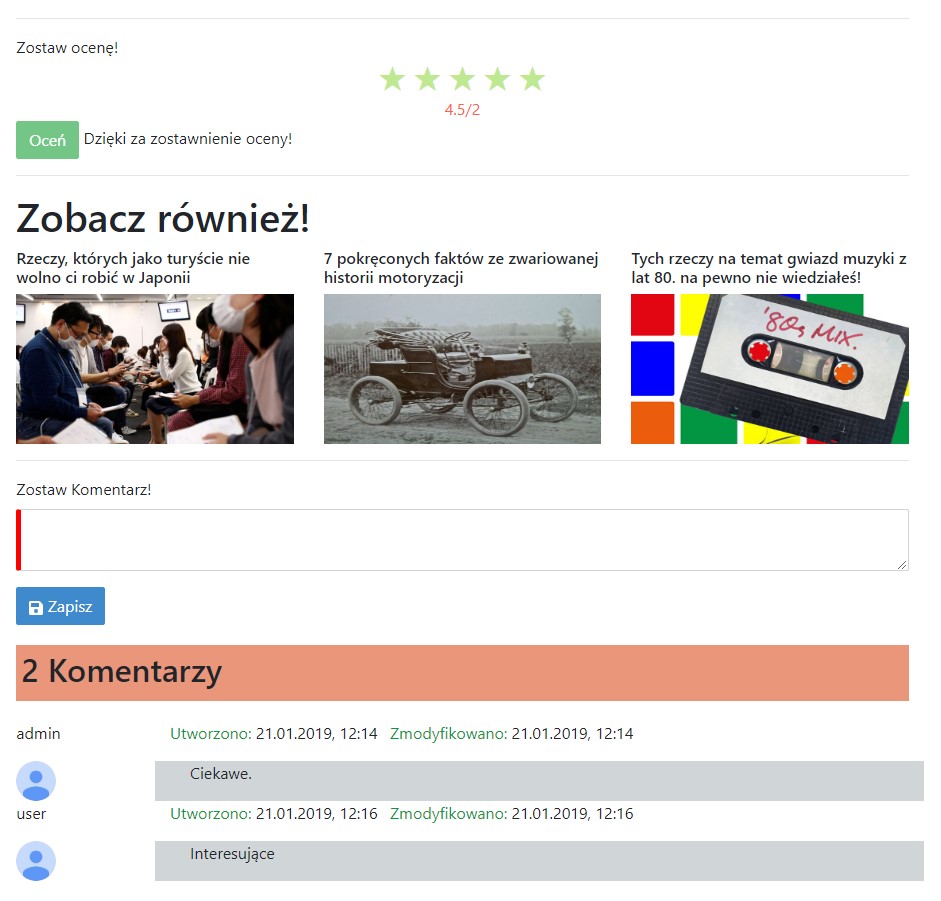 Zostaw ocenę!
4.5/2
Oceń Dzięki za zostawnienie oceny!
Zobacz również!
Rzeczy, których jako turyście nie
wolno ci robić w Japonii
7 pokręconych faktów ze zwariowanej
historii motoryzacji
Tych rzeczy na temat gwiazd muzyki z
lat 80. na pewno nie wiedziałeś!
'80s MIX.
Zostaw Komentarz!
Zapisz
2 Komentarzy
admin Utworzono: 21.01.2019, 12:14 Zmodyfikowano: 21.01.2019, 12:14
Ciekawe.
user Utworzono: 21.01.2019, 12:16 Zmodyfikowano: 21.01.2019, 12:16
Interesujące